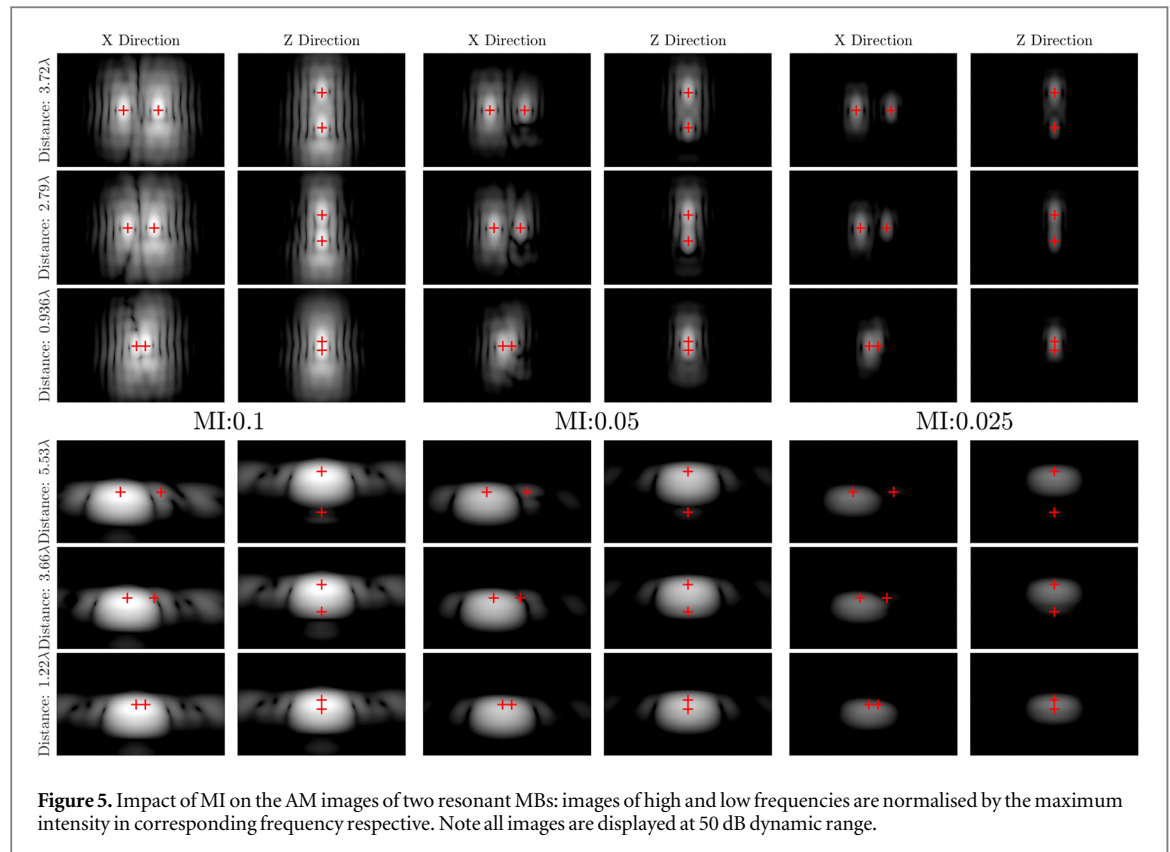 X Direction Z Direction X Direction Z Direction X Direction Z Direction
Distance: 3.72λ
Distance: 2.79λ
Distance: 0.936λ
MI:0.1 MI:0.05 MI:0.025
Distance: 5.53λ
Distance: 3.66λ
Distance: 1.22λ
Figure 5. Impact of MI on the AM images of two resonant MBs: images of high and low frequencies are normalised by the maximum
intensity in corresponding frequency respective. Note all images are displayed at 50 dB dynamic range.